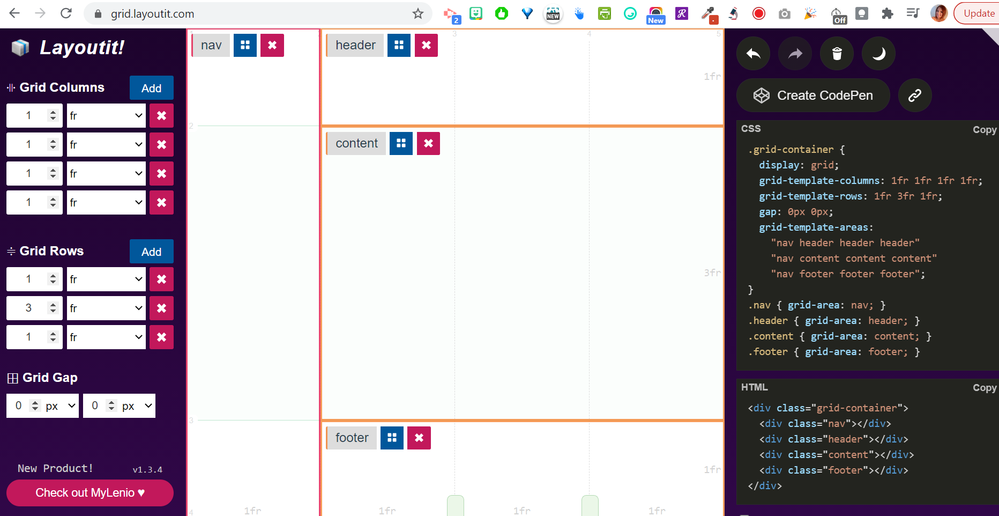 grid.layoutit.com
2
NEW
New
Off
Update
Layoutit!
Grid Columns
Add
1 fr
1 fr
1 fr
1 fr
Grid Rows
Add
1 fr
3 fr
1 fr
Grid Gap
0 px 0 px
New Product! v1.3.4
Check out MyLenio ♥
1 2 3 4 5
nav
header
1fr
2
content
3fr
3
footer
1fr
4 1fr 1fr 1fr 1fr
Create CodePen
CSS Copy
.grid-container {
display: grid;
grid-template-columns: 1fr 1fr 1fr 1fr;
grid-template-rows: 1fr 3fr 1fr;
gap: 0px 0px;
grid-template-areas:
"nav header header header"
"nav content content content"
"nav footer footer footer";
}
.nav { grid-area: nav; }
.header { grid-area: header; }
.content { grid-area: content; }
.footer { grid-area: footer; }
HTML Copy
<div class="grid-container">
<div class="nav"></div>
<div class="header"></div>
<div class="content"></div>
<div class="footer"></div>
</div>